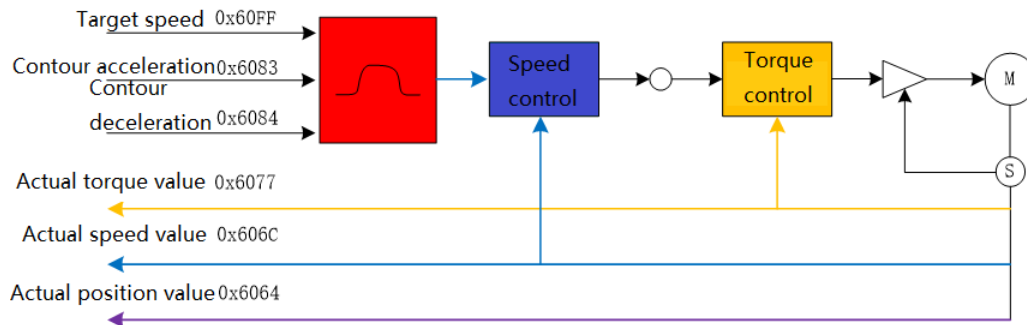 Target speed 0x60FF
Contour acceleration 0x6083
Contour
deceleration 0x6084
Speed
control
Torque
control
M
S
Actual torque value 0x6077
Actual speed value 0x606C
Actual position value 0x6064